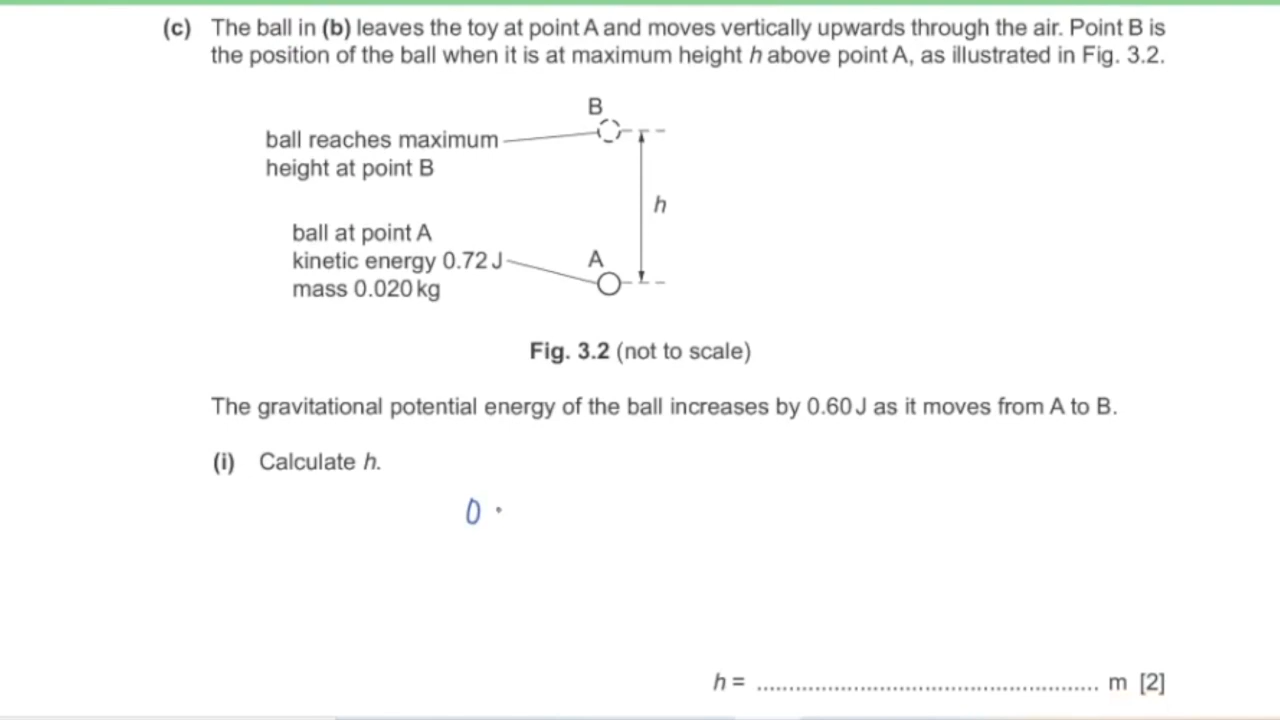 (c) The ball in (b) leaves the toy at point A and moves vertically upwards through the air. Point B is
the position of the ball when it is at maximum height h above point A, as illustrated in Fig. 3.2.
B
ball reaches maximum
height at point B
h
ball at point A
kinetic energy 0.72 J
mass 0.020 kg
A
Fig. 3.2 (not to scale)
The gravitational potential energy of the ball increases by 0.60 J as it moves from A to B.
(i) Calculate h.
0.
h = ...................................................... m [2]